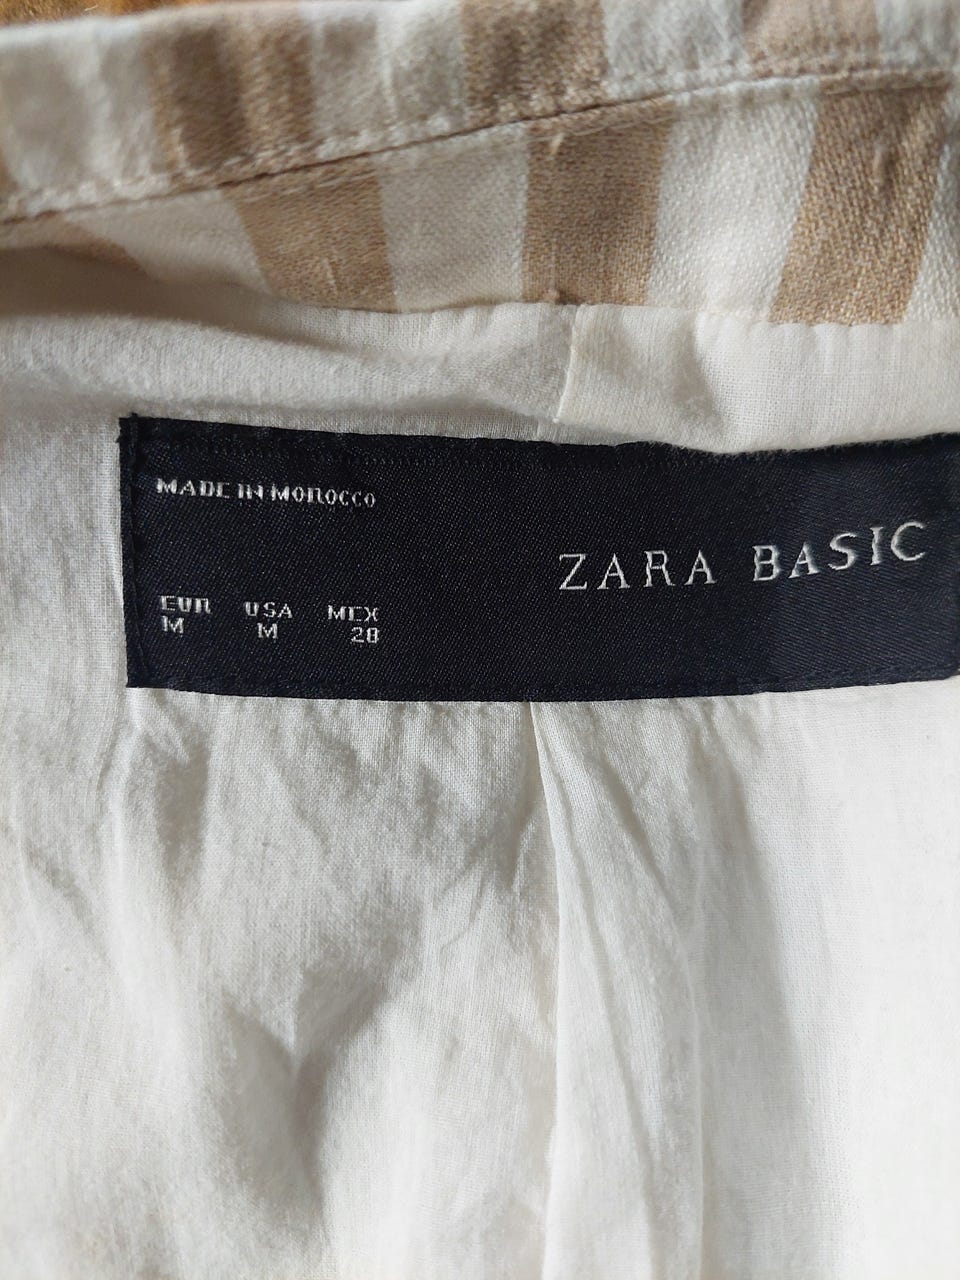 MADE IN MOROCCO
ZARA BASIC
EUR USA MEX
M M 28